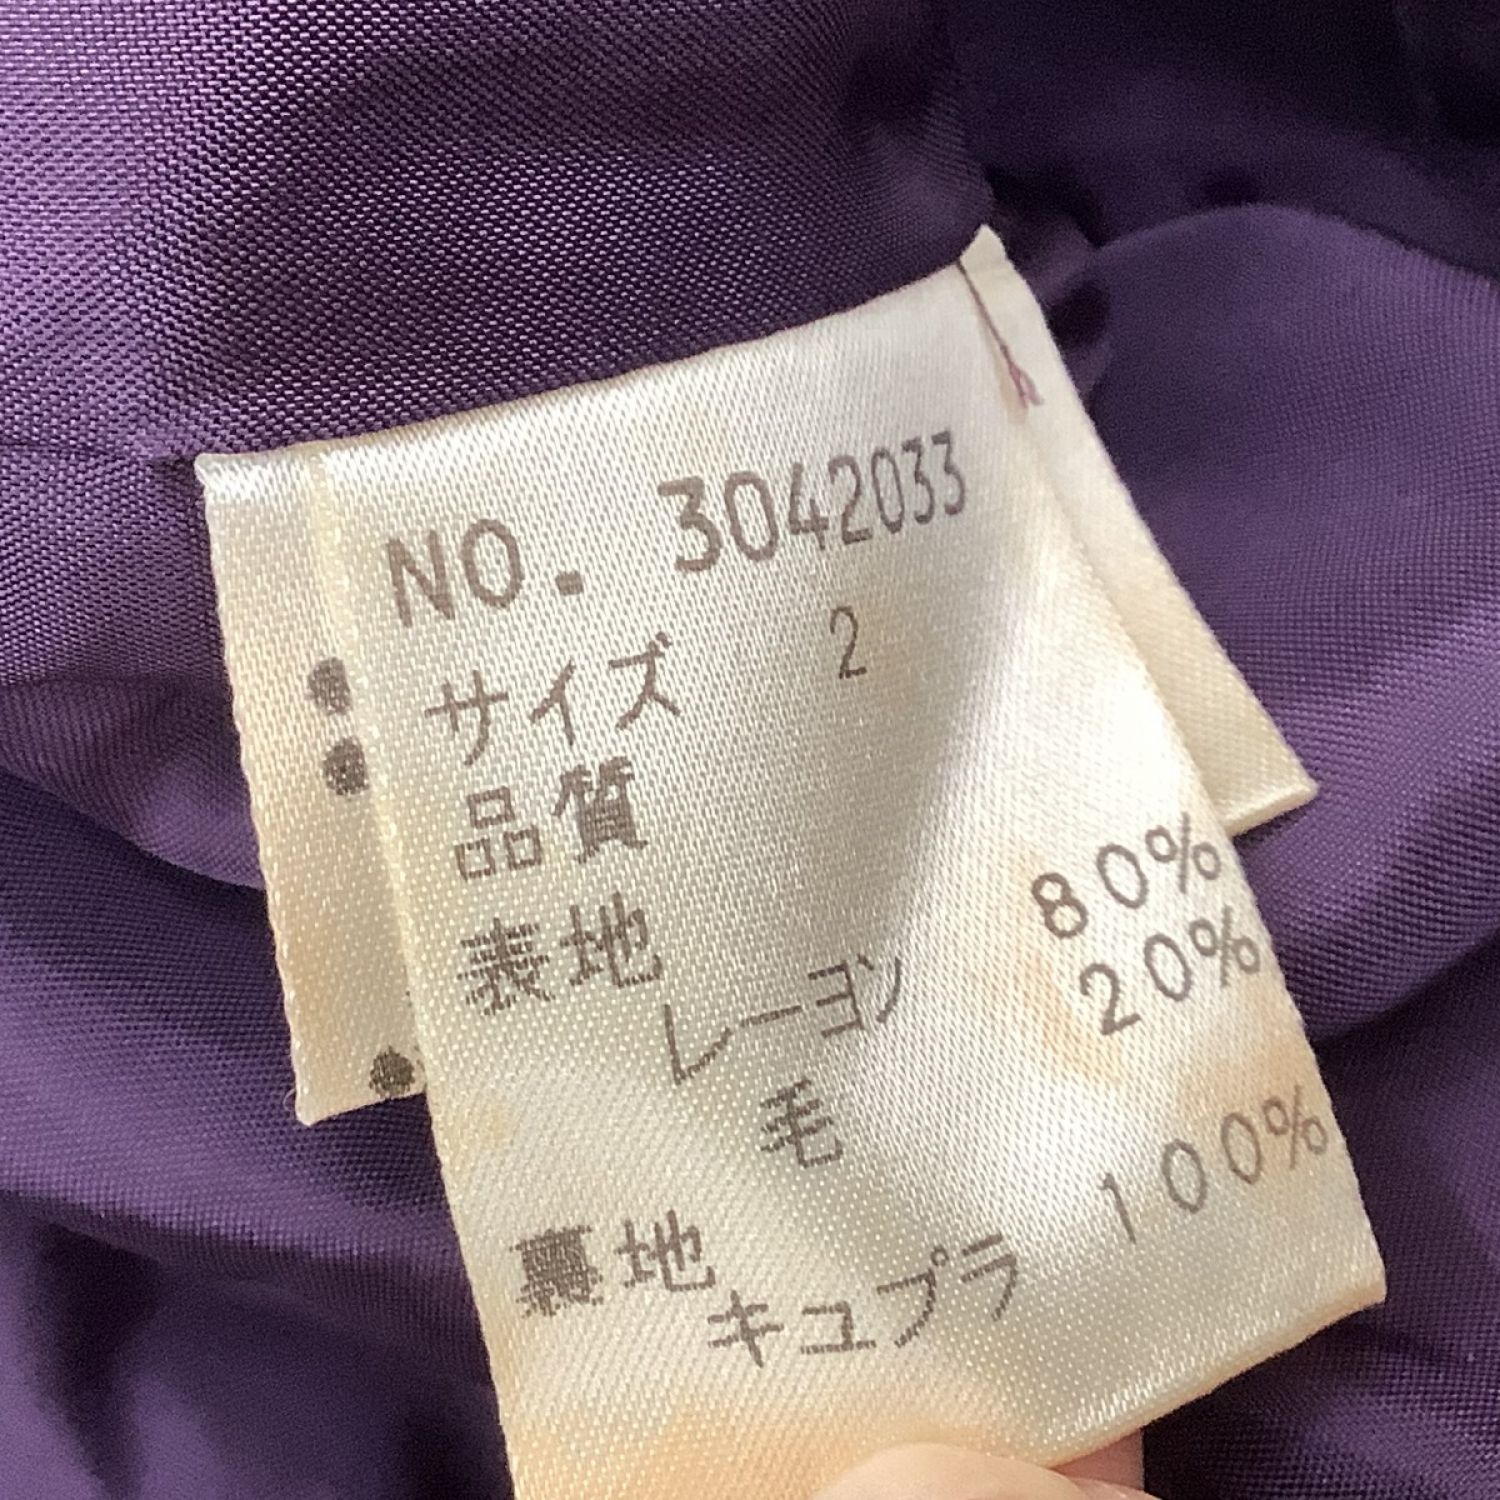 NO. 3042033
サイズ 2
品質
表地
レーヨン 80%
毛 20%
裏地
キュプラ 100%